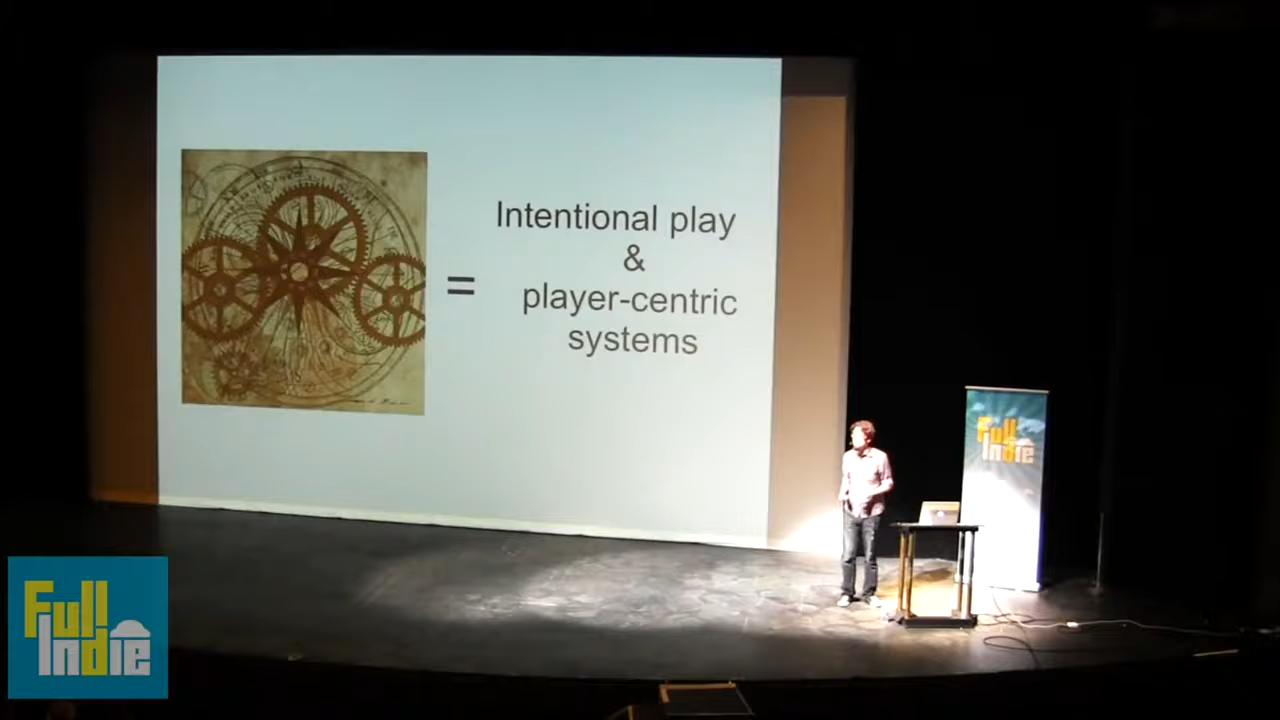 =
Intentional play
&
player-centric
systems
Full
Indie
Full
Indie